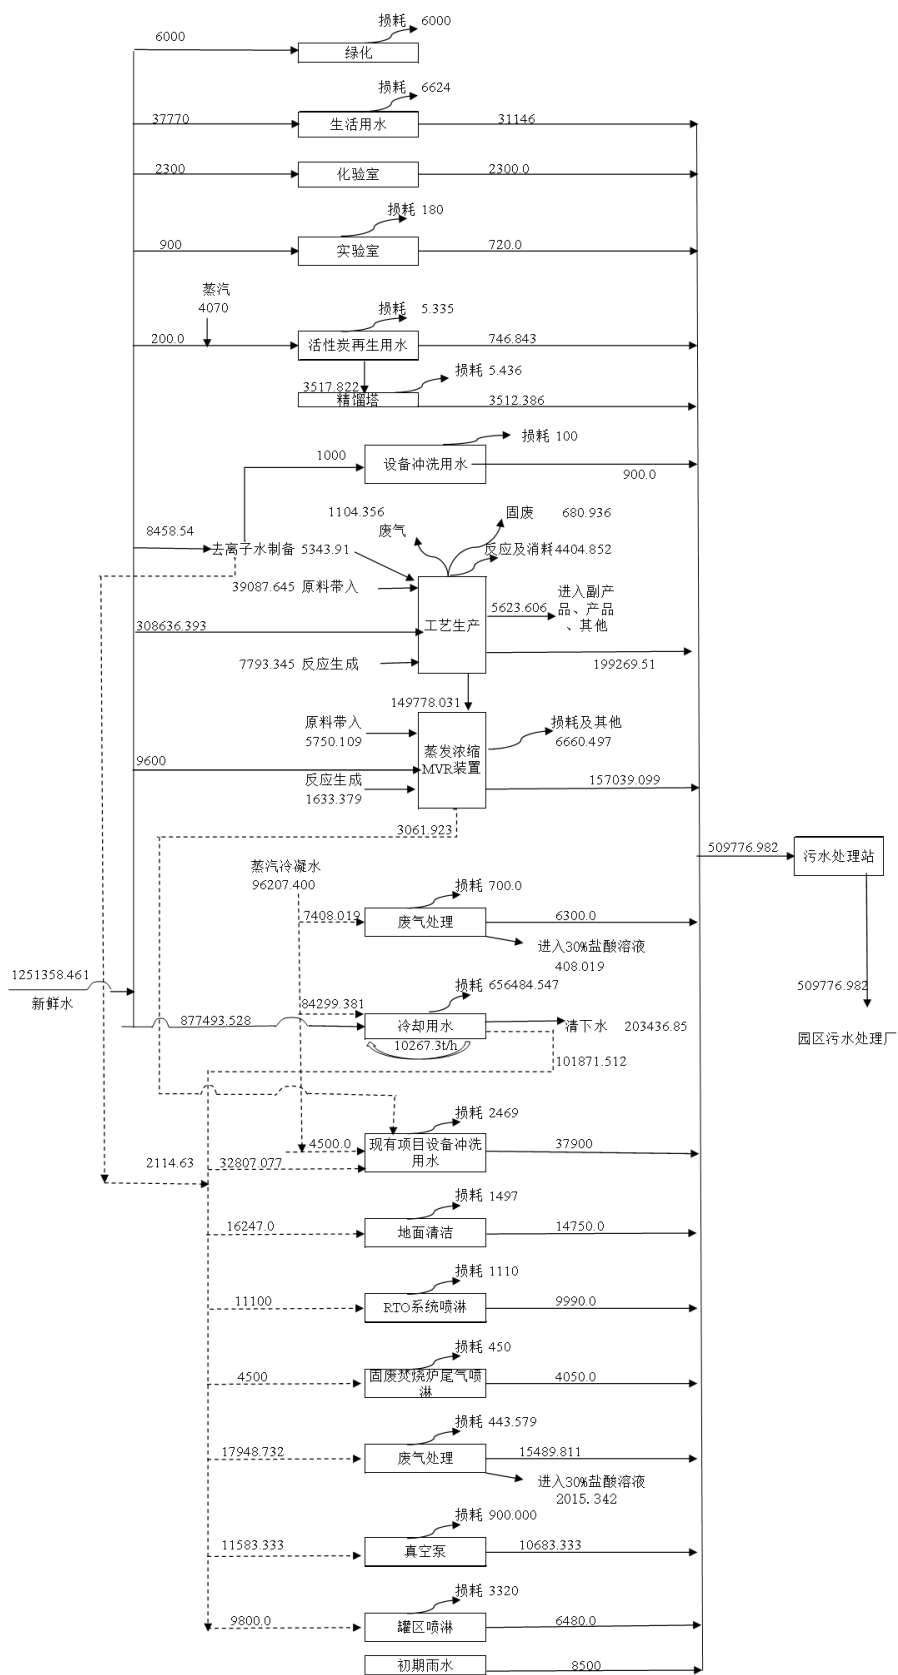 损耗 6000
6000
绿化
损耗 6624
37770
生活用水
31146
2300
化验室
2300.0
损耗 180
900
实验室
720.0
蒸汽
4070
损耗 5.335
200.0
活性炭再生用水
746.843
损耗 5.436
3517.822
精馏塔
3512.386
损耗 100
1000
设备冲洗用水
900.0
1104.356
废气
固废 680.936
8458.54
去离子水制备 5343.91
反应及消耗4404.852
39087.645 原料带入
进入副产
品、产品
、其他
5623.606
工艺生产
308636.393
7793.345 反应生成
199269.51
149778.031
原料带入
5750.109
损耗及其他
6660.497
蒸发浓缩
MVR装置
9600
反应生成
1633.379
157039.099
3061.923
509776.982
污水处理站
蒸汽冷凝水
96207.400
损耗 700.0
7408.019
废气处理
6300.0
进入30%盐酸溶液
408.019
1251358.461
新鲜水
损耗 656484.547
84299.381
877493.528
冷却用水
清下水 203436.85
10267.3t/h
101871.512
509776.982
园区污水处理厂
损耗 2469
4500.0
现有项目设备冲洗
用水
37900
2114.63
32807.077
损耗 1497
16247.0
地面清洁
14750.0
损耗 1110
11100
RTO系统喷淋
9990.0
损耗 450
4500
固废焚烧炉尾气喷
淋
4050.0
损耗 443.579
17948.732
废气处理
15489.811
进入30%盐酸溶液
2015.342
损耗 900.000
11583.333
真空泵
10683.333
损耗 3320
9800.0
罐区喷淋
6480.0
初期雨水
8500